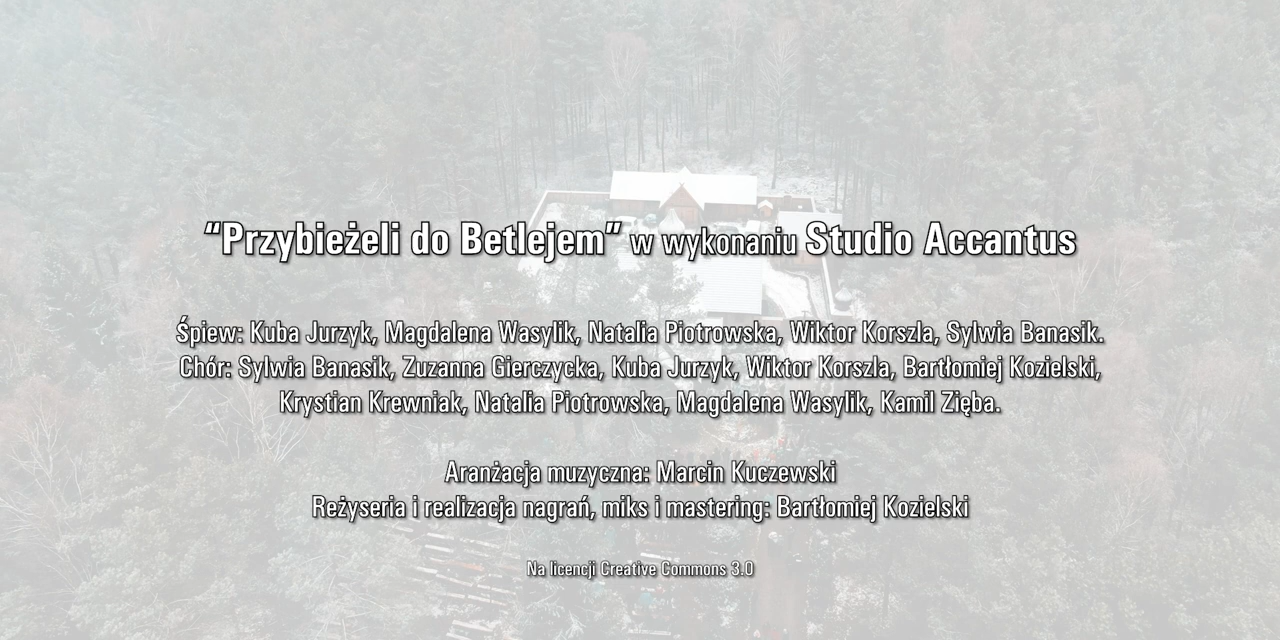 “Przybieżeli do Betlejem” w wykonaniu Studio Accantus
Śpiew: Kuba Jurzyk, Magdalena Wasylik, Natalia Piotrowska, Wiktor Korszla, Sylwia Banasik.
Chór: Sylwia Banasik, Zuzanna Gierczycka, Kuba Jurzyk, Wiktor Korszla, Bartłomiej Kozielski,
Krystian Krewniak, Natalia Piotrowska, Magdalena Wasylik, Kamil Zięba.
Aranżacja muzyczna: Marcin Kuczewski
Reżyseria i realizacja nagrań, miks i mastering: Bartłomiej Kozielski
Na licencji Creative Commons 3.0